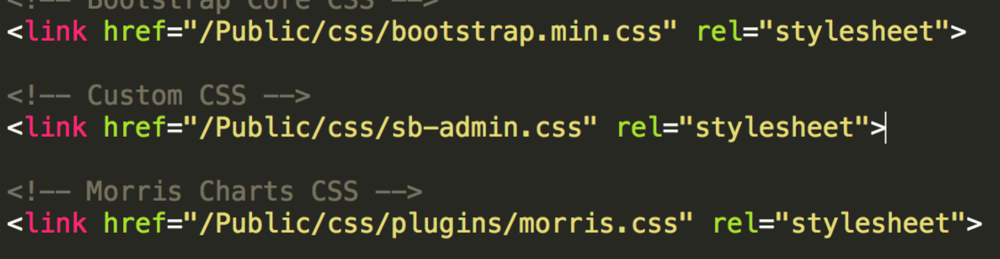 <!-- Bootstrap Core CSS -->
<link href="/Public/css/bootstrap.min.css" rel="stylesheet">
<!-- Custom CSS -->
<link href="/Public/css/sb-admin.css" rel="stylesheet">
<!-- Morris Charts CSS -->
<link href="/Public/css/plugins/morris.css" rel="stylesheet">